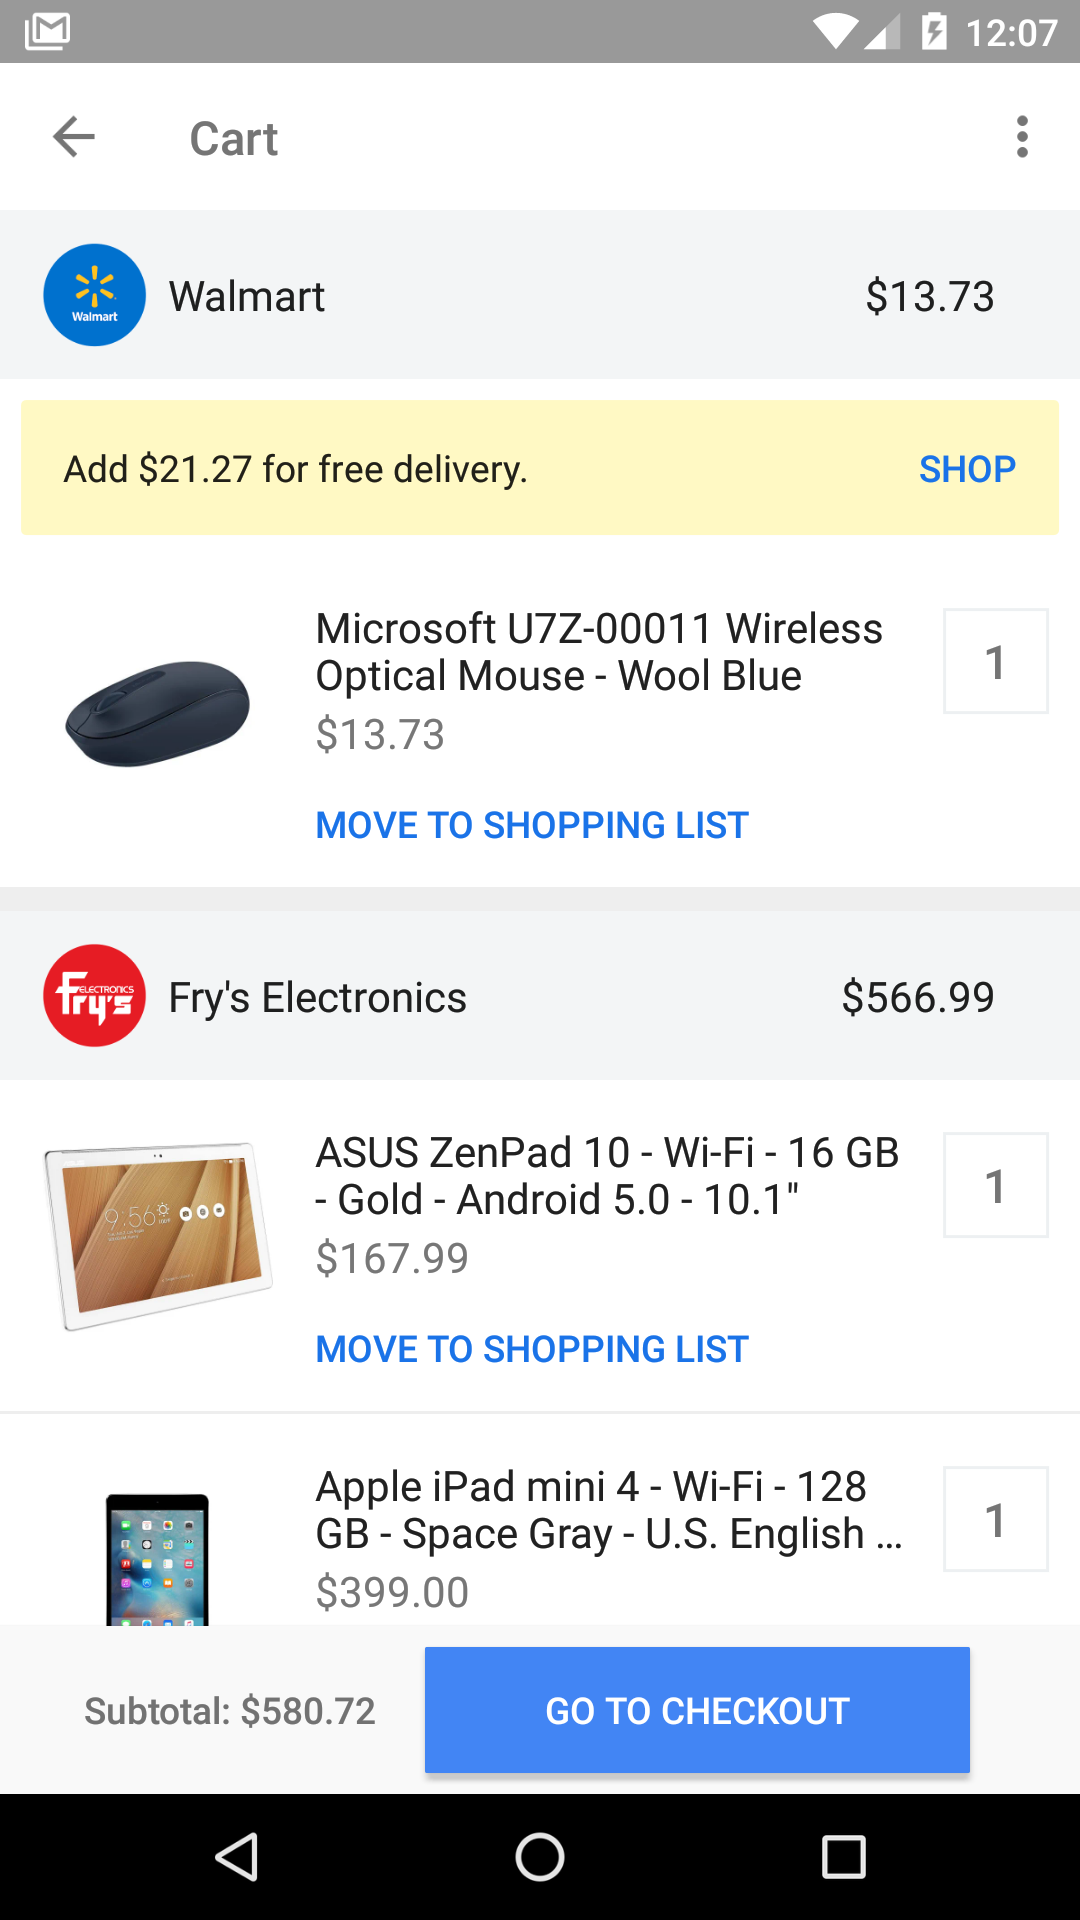 12:07
Cart
Walmart
Walmart $13.73
Add $21.27 for free delivery. SHOP
Microsoft U7Z-00011 Wireless
Optical Mouse - Wool Blue
1
$13.73
MOVE TO SHOPPING LIST
ELECTRONICS
Fry's
Fry's Electronics $566.99
ASUS ZenPad 10 - Wi-Fi - 16 GB
- Gold - Android 5.0 - 10.1"
1
$167.99
9:56
MOVE TO SHOPPING LIST
Apple iPad mini 4 - Wi-Fi - 128
GB - Space Gray - U.S. English ...
1
$399.00
Subtotal: $580.72 GO TO CHECKOUT